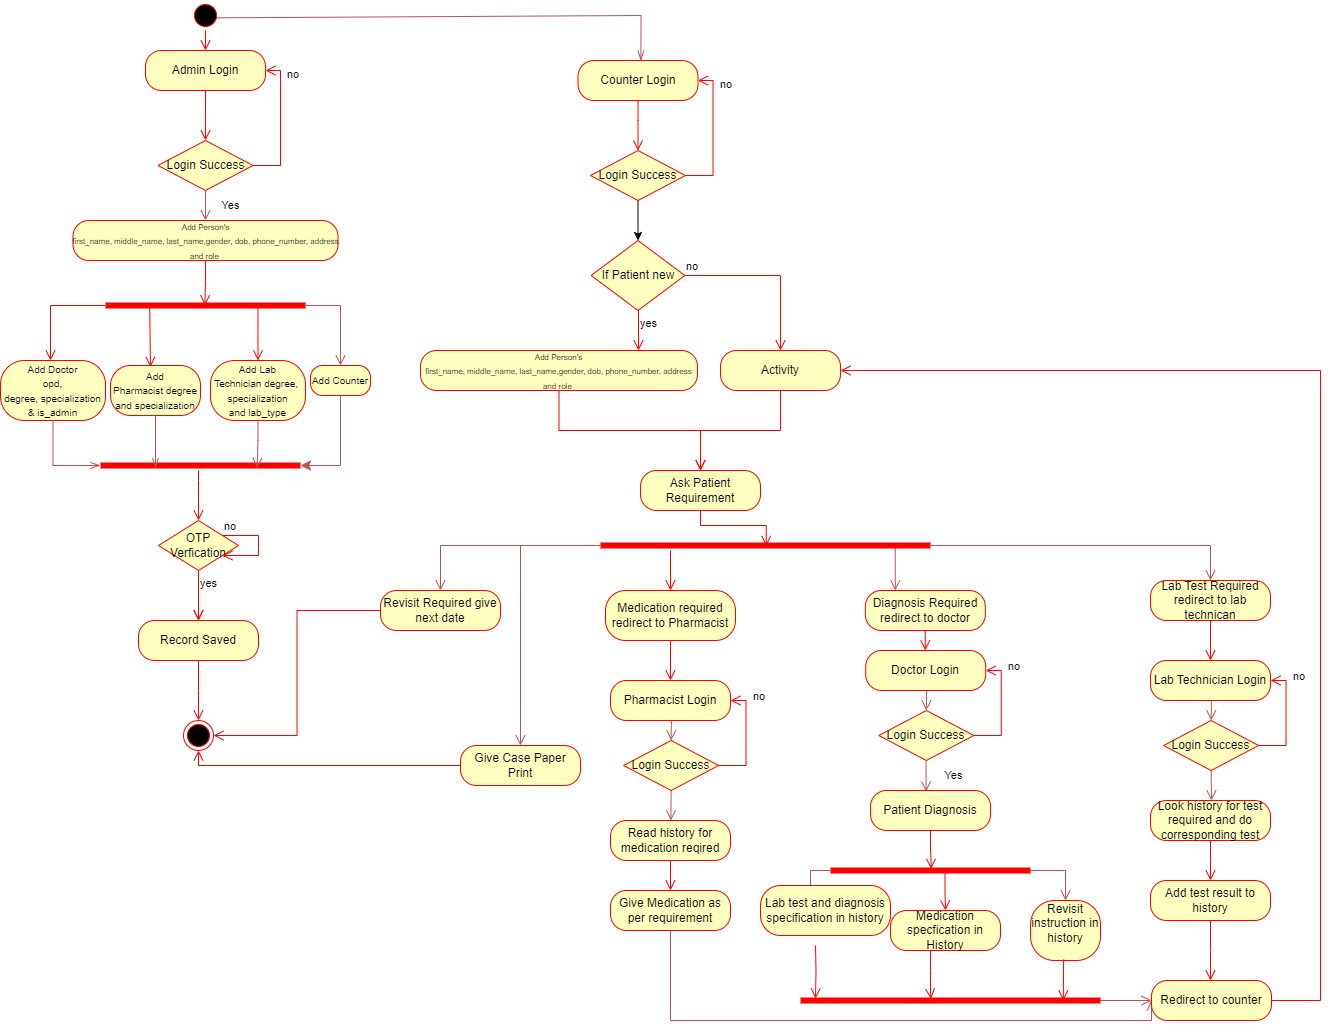 Admin Login
no
Login Success
Yes
Add Person's
first_name, middle_name, last_name,gender, dob, phone_number, address
and role
Add Doctor
opd,
degree, specialization
& is_admin
Add
Pharmacist degree
and specialization
Add Lab
Technician degree,
specialization
and lab_type
Add Counter
no
OTP
Verfication
yes
Record Saved
Counter Login
no
Login Success
If Patient new
no
yes
Add Person's
first_name, middle_name, last_name,gender, dob, phone_number, address
and role
Activity
Ask Patient
Requirement
Revisit Required give
next date
Give Case Paper
Print
Medication required
redirect to Pharmacist
Pharmacist Login
no
Login Success
Read history for
medication reqired
Give Medication as
per requirement
Diagnosis Required
redirect to doctor
Doctor Login
no
Login Success
Yes
Patient Diagnosis
Lab test and diagnosis
specification in history
Medication
specfication in
History
Revisit
instruction in
history
Lab Test Required
redirect to lab
technican
Lab Technician Login
no
Login Success
Look history for test
required and do
corresponding test
Add test result to
history
Redirect to counter